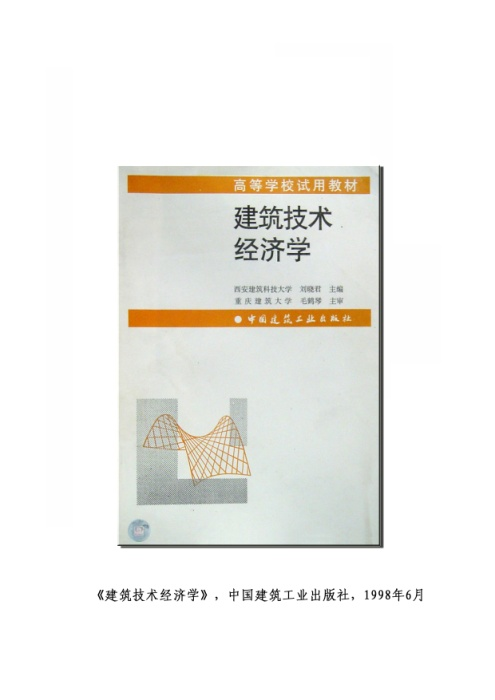 高等学校试用教材
建筑技术
经济学
西安建筑科技大学 刘晓君 主编
重庆建筑大学 毛鹤琴 主审
中国建筑工业出版社
《建筑技术经济学》，中国建筑工业出版社，1998年6月